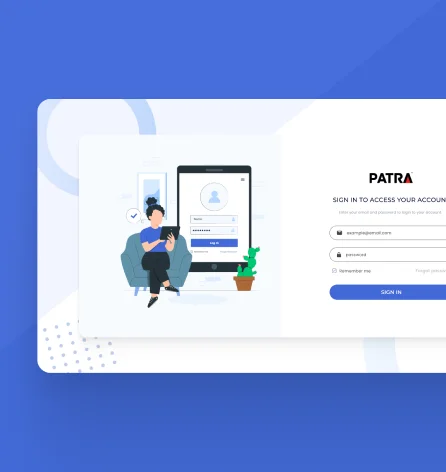 PATRA
SIGN IN TO ACCESS YOUR ACCOUN
Enter your email and password to login to your account
example@email.com
password
Remember me
Forgot passwo
SIGN IN
Log In